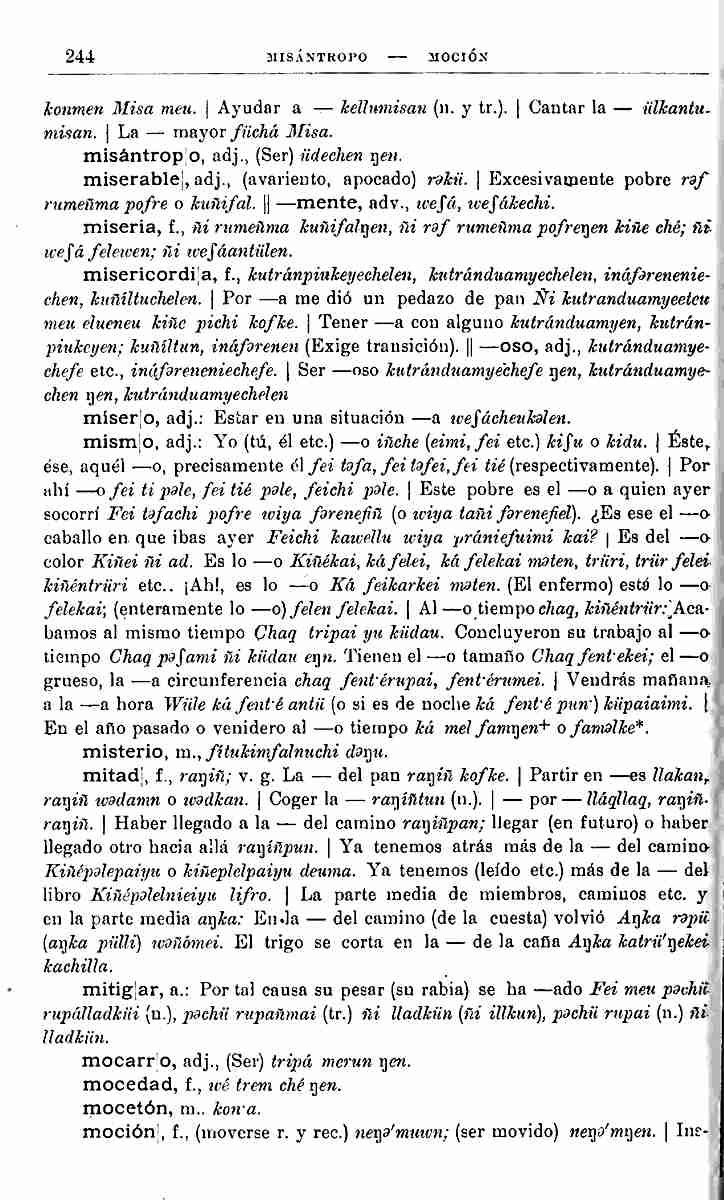 244 MISÁNTROPO — MOCIÓN
konmen Misa meu. | Ayudar a — kellumisan (n. y tr.). | Cantar la — ülkantu-
misan. | La — mayor füchá Misa.
misántrop|o, adj., (Ser) üdechen ŋen.
miserable|, adj., (avariento, apocado) rəkü. | Excesivamente pobre rəf
rumeñma pofre o kuñifal. || —mente, adv., weʃá, weʃákechi.
miseria, f., ñi rumeñma kuñifalŋen, ñi rəf rumeñma pofreŋen kiñe ché; ñi
weʃá felewen; ñi weʃáantülen.
misericordi|a, f., kutránpiukeyechelen, kutránduamyechelen, ináfərenenie-
chen, kuñiltuchelen. | Por —a me dió un pedazo de pan Ñi kutranduamyeeteu
meu elueneu kiñe pichi kofke. | Tener —a con alguno kutránduamyen, kutrán-
piukeyen; kuñiltun, ináfərenen (Exige transición). || —oso, adj., kutránduamye-
chefe etc., ináfəreneniechefe. | Ser —oso kutránduamyechefe ŋen, kutránduamye-
chen ŋen, kutránduamyechelen
míser|o, adj.: Estar en una situación —a weʃácheukəlen.
mism|o, adj.: Yo (tú, él etc.) —o iñche (eimi, fei etc.) kiʃu o kidu. | Éste,
ése, aquél —o, precisamente él fei təfa, fei təfei, fei tié (respectivamente). | Por
ahí —o fei ti pəle, fei tié pəle, feichi pəle. | Este pobre es el —o a quien ayer
socorrí Fei təfachi pofre wiya fərenefiñ (o wiya tañi fərenefiel). ¿Es ese el —o
caballo en que ibas ayer Feichi kawellu wiya prániefuimi kai? | Es del —o
color Kiñei ñi ad. Es lo —o Kiñékai, ká felei, ká felekai məten, trüri, trür felei
kiñéntrüri etc.. ¡Ah!, es lo —o Ká feikarkei məten. (El enfermo) está lo —o
felekai; (enteramente lo —o) felen felekai. | Al —o tiempo chaq, kiñéntrür: Aca-
bamos al mismo tiempo Chaq tripai yu küdau. Concluyeron su trabajo al —o
tiempo Chaq pəʃami ñi küdau eŋn. Tienen el —o tamaño Chaq fent·ekei; el —o
grueso, la —a circunferencia chaq fent·érupai, fent·érumei. | Vendrás mañana
a la —a hora Wüle ká fent·é antü (o si es de noche ká fent·é pun·) küpaiaimi. |
En el año pasado o venidero al —o tiempo ká mel famŋen+ o faməlke*.
misterio, m., fítukimfalnuchi dəŋu.
mitad|, f., raŋiñ; v. g. La — del pan raŋiñ kofke. | Partir en —es llakan,
raŋiñ wədamn o wədkan. | Coger la — raŋíñtun (n.). | — por — lláqllaq, raŋiñ-
raŋiñ. | Haber llegado a la — del camino raŋiñpan; llegar (en futuro) o haber
llegado otro hacia allá raŋíñpun. | Ya tenemos atrás más de la — del camino
Kiñépəlepaiyu o kiñeplelpaiyu deuma. Ya tenemos (leído etc.) más de la — del
libro Kiñépəlelnieiyu lifro. | La parte media de miembros, caminos etc. y
en la parte media aŋka: En la — del camino (de la cuesta) volvió Aŋka rəpü
(aŋka pülli) wəñómei. El trigo se corta en la — de la caña Aŋka katrü'ŋekei
kachilla.
mitig|ar, a.: Por tal causa su pesar (su rabia) se ha —ado Fei meu pəchü
rupálladküi (n.), pəchü rupañmai (tr.) ñi lladkün (ñi illkun), pəchü rupai (n.) ñi
lladkün.
mocarr|o, adj., (Ser) tripá merun ŋen.
mocedad, f., wé trem ché ŋen.
mocetón, m.. kon·a.
moción|, f., (moverse r. y rec.) neŋə'muwn; (ser movido) neŋə'mŋen. | Ins-